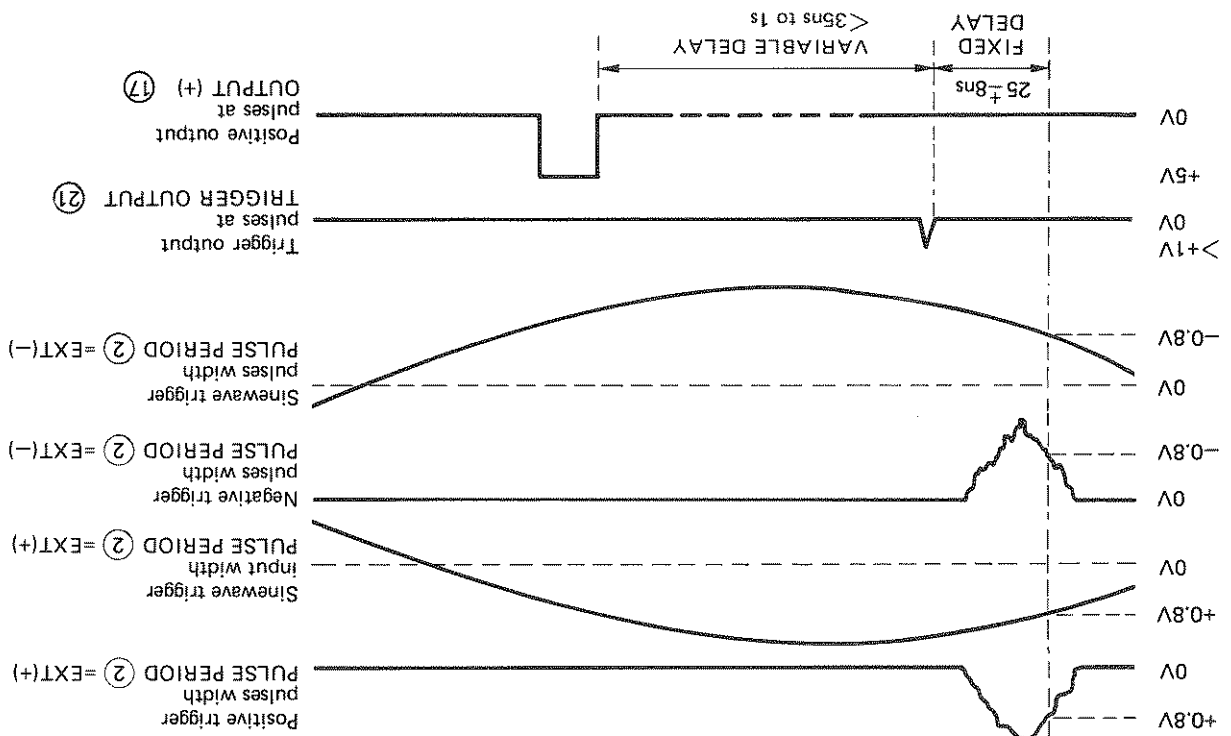 +0.8V
0V
Positive trigger
pulses width
PULSE PERIOD ② =EXT(+)
+0.8V
0V
Sinewave trigger
input width
PULSE PERIOD ② =EXT(+)
0V
−0.8V
Negative trigger
pulses width
PULSE PERIOD ② =EXT(−)
0V
−0.8V
Sinewave trigger
pulses width
PULSE PERIOD ② =EXT(−)
>+1V
0V
Trigger output
pulses at
TRIGGER OUTPUT ㉑
+5V
0V
Positive output
pulses at
OUTPUT (+) ⑰
25 ±8ns
FIXED
DELAY
VARIABLE DELAY
<35ns to 1s